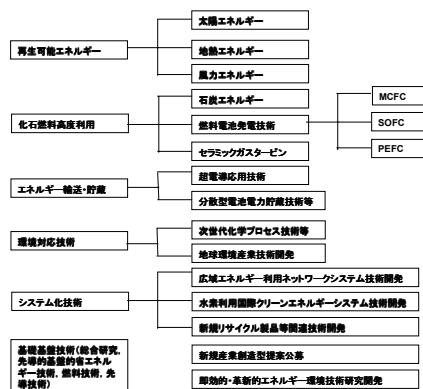 再生可能エネルギー
太陽エネルギー
地熱エネルギー
風力エネルギー
化石燃料高度利用
石炭エネルギー
燃料電池発電技術
セラミックガスタービン
MCFC
SOFC
PEFC
エネルギー輸送・貯蔵
超電導応用技術
分散型電池電力貯蔵技術等
環境対応技術
次世代化学プロセス技術等
地球環境産業技術開発
システム化技術
広域エネルギー利用ネットワークシステム技術開発
水素利用国際クリーンエネルギーシステム技術開発
新規リサイクル製品等関連技術開発
基礎基盤技術(総合研究,
先導的基盤的省エネル
ギー技術, 燃料技術, 先
導技術)
新規産業創造型提案公募
即効的・革新的エネルギー環境技術研究開発